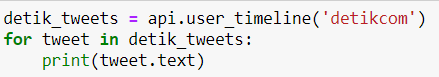 detik_tweets = api.user_timeline('detikcom')
for tweet in detik_tweets:
    print(tweet.text)